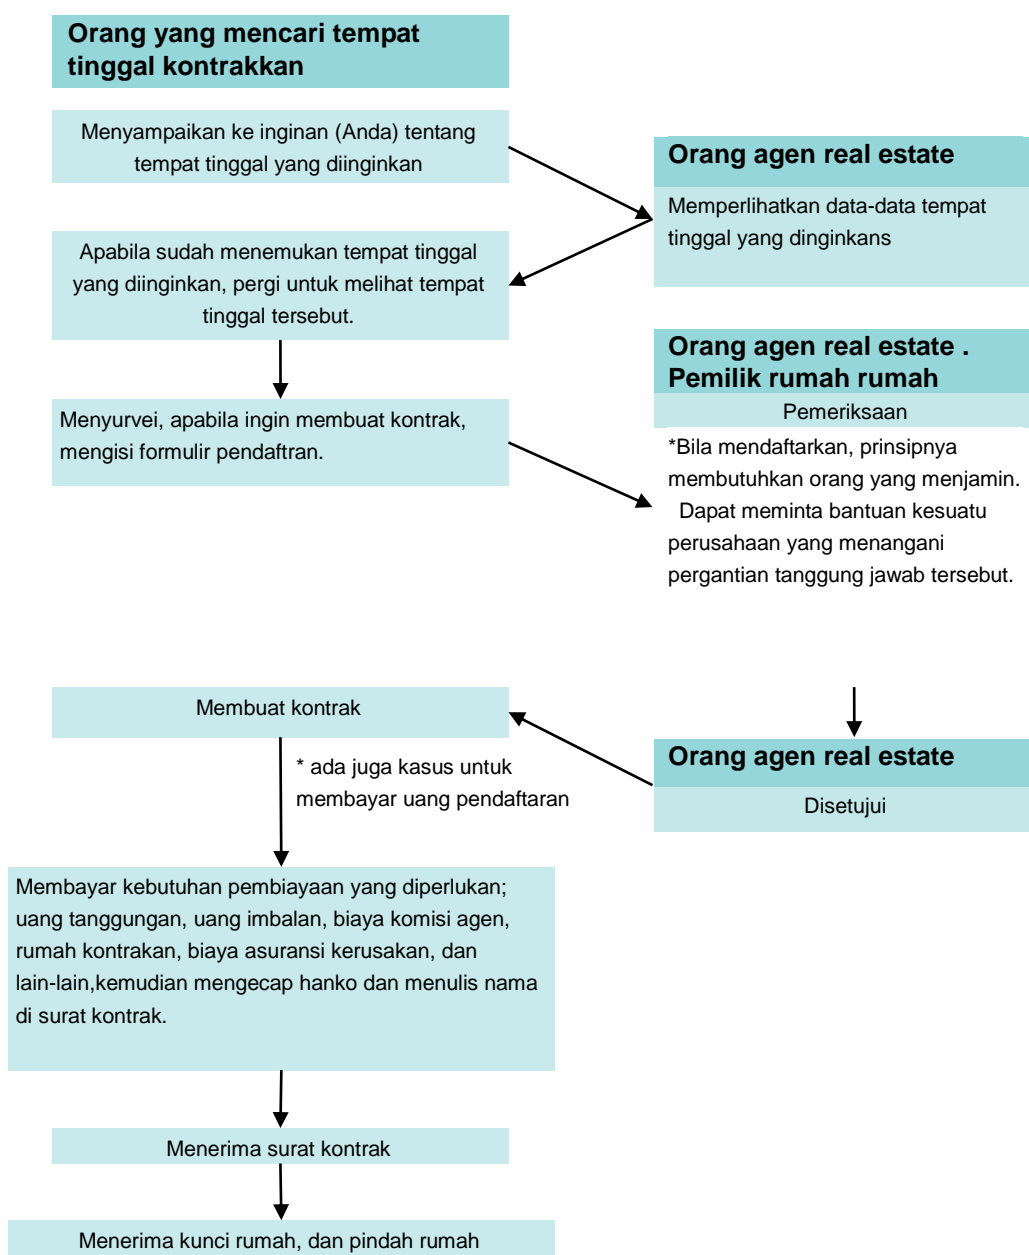 Orang yang mencari tempat
tinggal kontrakkan
Menyampaikan ke inginan (Anda) tentang
tempat tinggal yang diinginkan
Orang agen real estate
Memperlihatkan data-data tempat
tinggal yang dinginkans
Apabila sudah menemukan tempat tinggal
yang diinginkan, pergi untuk melihat tempat
tinggal tersebut.
Orang agen real estate .
Pemilik rumah rumah
Pemeriksaan
*Bila mendaftarkan, prinsipnya
membutuhkan orang yang menjamin.
Dapat meminta bantuan kesuatu
perusahaan yang menangani
pergantian tanggung jawab tersebut.
Menyurvei, apabila ingin membuat kontrak,
mengisi formulir pendaftran.
Orang agen real estate
Disetujui
Membuat kontrak
* ada juga kasus untuk
membayar uang pendaftaran
Membayar kebutuhan pembiayaan yang diperlukan;
uang tanggungan, uang imbalan, biaya komisi agen,
rumah kontrakan, biaya asuransi kerusakan, dan
lain-lain,kemudian mengecap hanko dan menulis nama
di surat kontrak.
Menerima surat kontrak
Menerima kunci rumah, dan pindah rumah